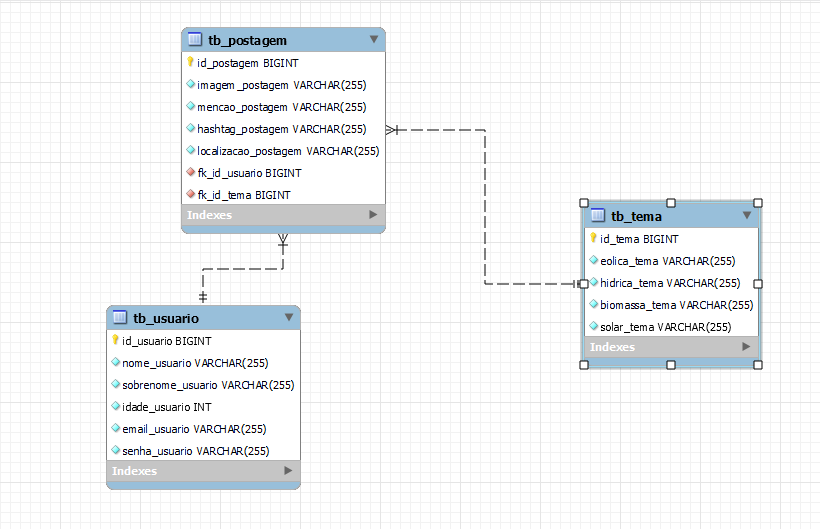 tb_postagem
id_postagem BIGINT
imagem_postagem VARCHAR(255)
mencao_postagem VARCHAR(255)
hashtag_postagem VARCHAR(255)
localizacao_postagem VARCHAR(255)
fk_id_usuario BIGINT
fk_id_tema BIGINT
Indexes
tb_tema
id_tema BIGINT
eolica_tema VARCHAR(255)
hidrica_tema VARCHAR(255)
biomassa_tema VARCHAR(255)
solar_tema VARCHAR(255)
Indexes
tb_usuario
id_usuario BIGINT
nome_usuario VARCHAR(255)
sobrenome_usuario VARCHAR(255)
idade_usuario INT
email_usuario VARCHAR(255)
senha_usuario VARCHAR(255)
Indexes